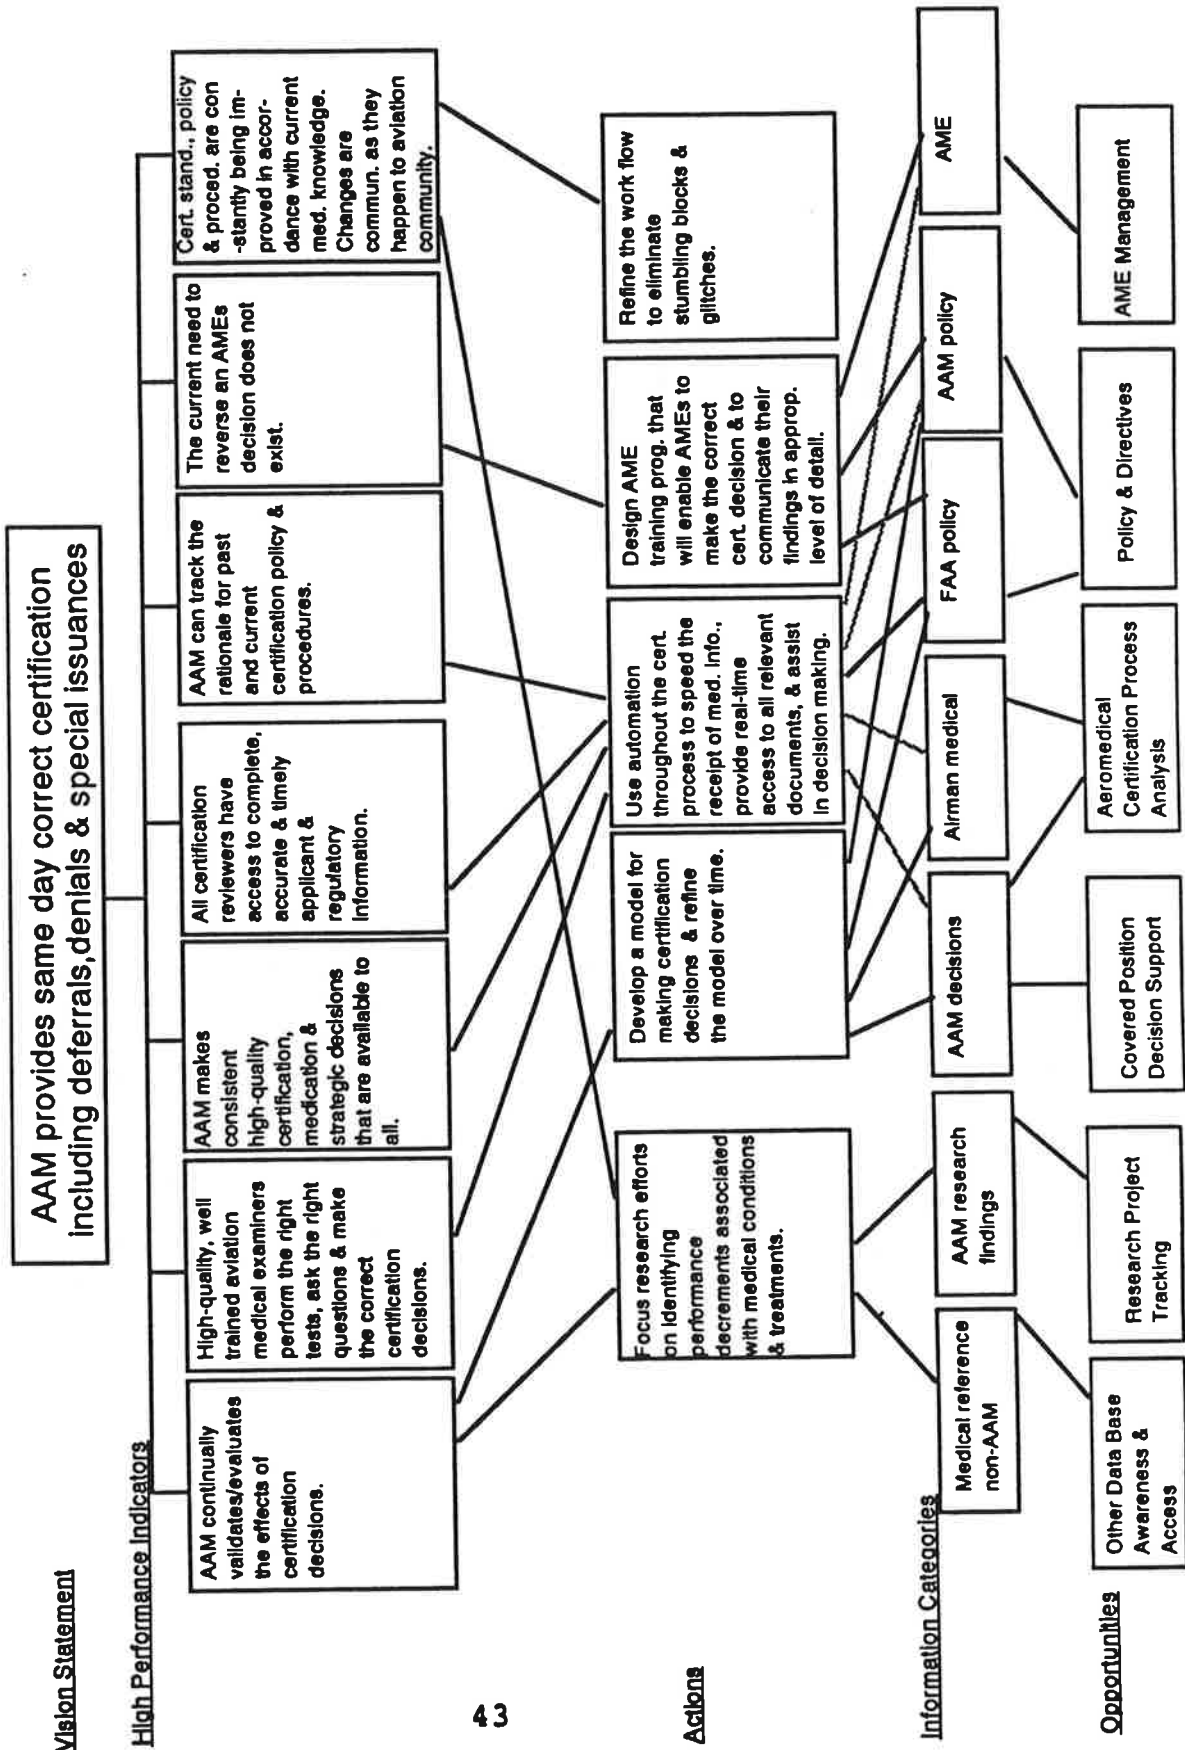 Vision Statement
AAM provides same day correct certification
including deferrals,denials & special issuances
High Performance Indicators
AAM continually
validates/evaluates
the effects of
certification
decisions.
High-quality, well
trained aviation
medical examiners
perform the right
tests, ask the right
questions & make
the correct
certification
decisions.
AAM makes
consistent
high-quality
certification,
medication &
strategic decisions
that are available to
all.
All certification
reviewers have
access to complete,
accurate & timely
applicant &
regulatory
information.
AAM can track the
rationale for past
and current
certification policy &
procedures.
The current need to
reverse an AMEs
decision does not
exist.
Cert. stand., policy
& proced. are con
-stantly being im-
proved in accor-
dance with current
med. knowledge.
Changes are
commun. as they
happen to aviation
community.
Actions
Focus research efforts
on identifying
performance
decrements associated
with medical conditions
& treatments.
Develop a model for
making certification
decisions & refine
the model over time.
Use automation
throughout the cert.
process to speed the
receipt of med. info.,
provide real-time
access to all relevant
documents, & assist
in decision making.
Design AME
training prog. that
will enable AMEs to
make the correct
cert. decision & to
communicate their
findings in approp.
level of detail.
Refine the work flow
to eliminate
stumbling blocks &
glitches.
Information Categories
Medical reference
non-AAM
AAM research
findings
AAM decisions
Airman medical
FAA policy
AAM policy
AME
Opportunities
Other Data Base
Awareness &
Access
Research Project
Tracking
Covered Position
Decision Support
Aeromedical
Certification Process
Analysis
Policy & Directives
AME Management
43